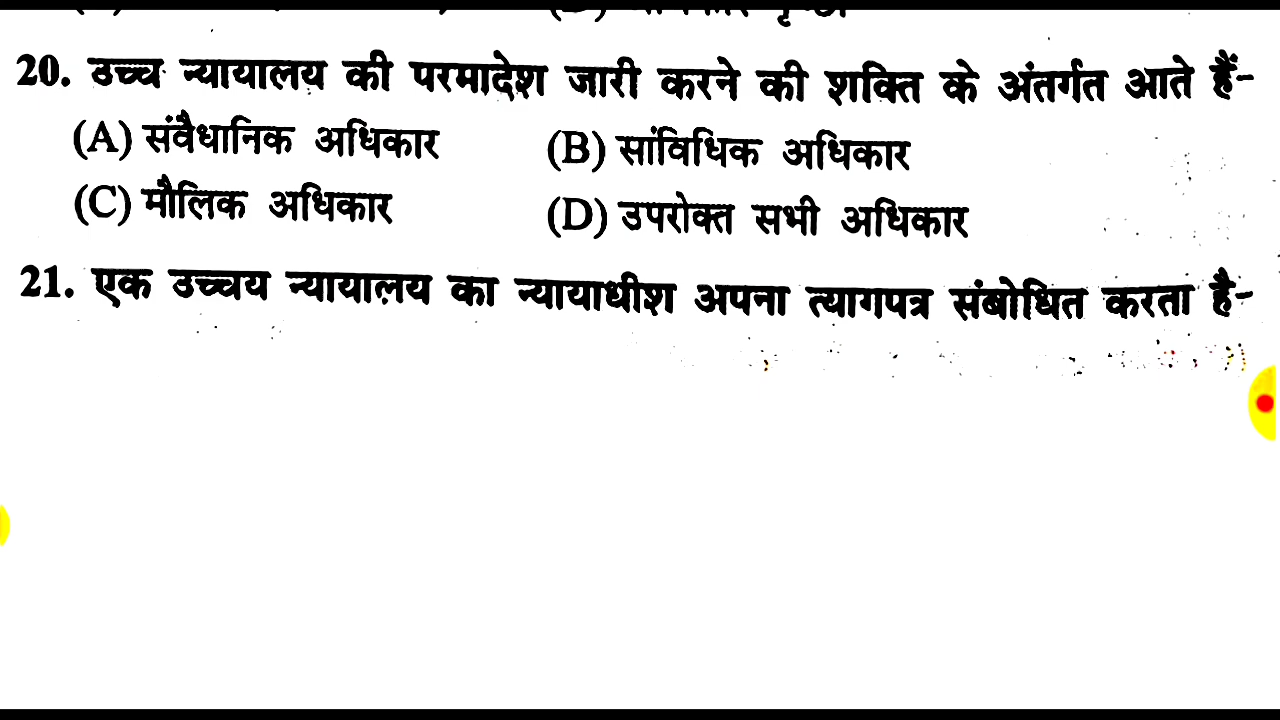 20. उच्च न्यायालय की परमादेश जारी करने की शक्ति के अंतर्गत आते हैं-
(A) संवैधानिक अधिकार (B) सांविधिक अधिकार
(C) मौलिक अधिकार (D) उपरोक्त सभी अधिकार
21. एक उच्चय न्यायालय का न्यायाधीश अपना त्यागपत्र संबोधित करता है-